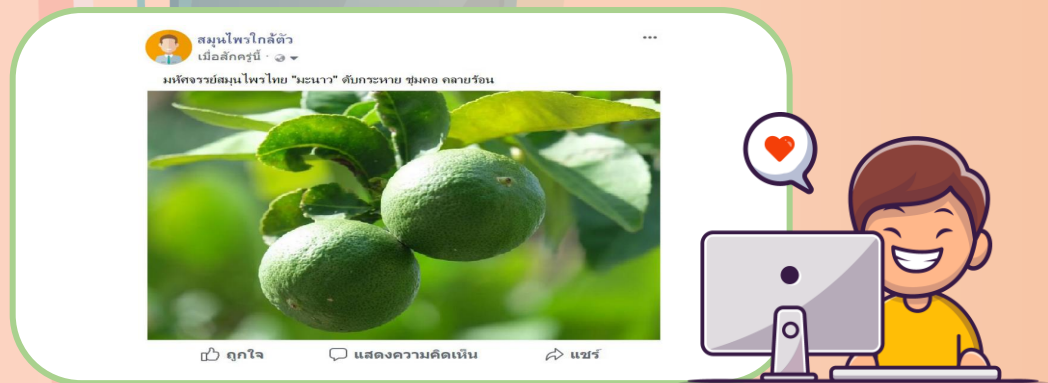 สมุนไพรใกล้ตัว
เมื่อสักครู่นี้ ·
มหัศจรรย์สมุนไพรไทย "มะนาว" ดับกระหาย ชุ่มคอ คลายร้อน
ถูกใจ แสดงความคิดเห็น แชร์